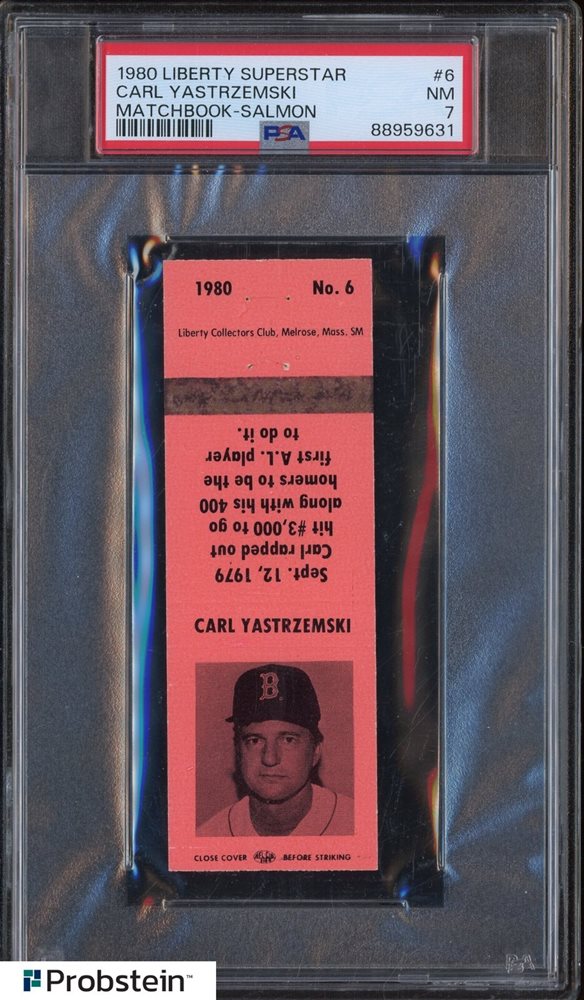 1980 LIBERTY SUPERSTAR #6
CARL YASTRZEMSKI NM
MATCHBOOK-SALMON 7
PSA 88959631
1980 No. 6
Liberty Collectors Club, Melrose, Mass. SM
Sept. 12, 1979
Carl rapped out
hit #3,000 to go
along with his 400
homers to be the
first A.L. player
to do it.
CARL YASTRZEMSKI
B
CLOSE COVER BEFORE STRIKING
PSA
Probstein™